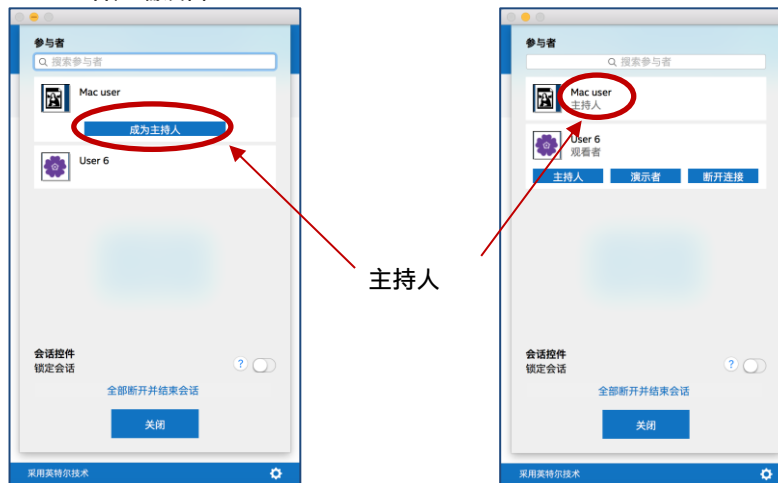 参与者
搜索参与者
Mac user
成为主持人
User 6
会话控件
锁定会话
?
全部断开并结束会话
关闭
采用英特尔技术
主持人
参与者
搜索参与者
Mac user
主持人
User 6
观看者
主持人 演示者 断开连接
会话控件
锁定会话
?
全部断开并结束会话
关闭
采用英特尔技术